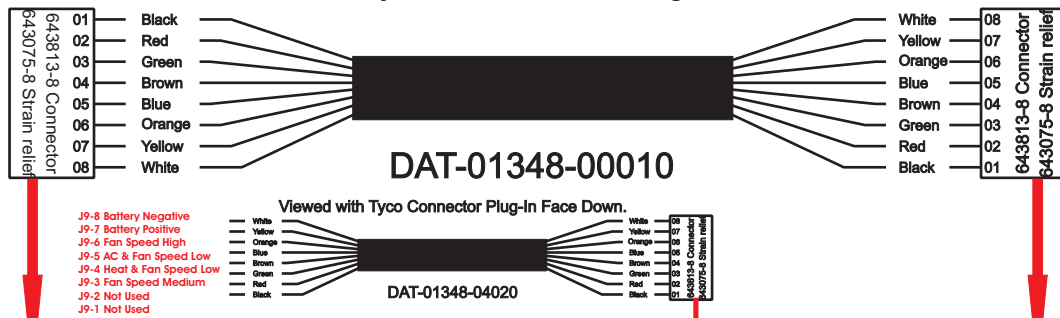 643813-8 Connector
643075-8 Strain relief
01 Black
02 Red
03 Green
04 Brown
05 Blue
06 Orange
07 Yellow
08 White
White 08
Yellow 07
Orange 06
Blue 05
Brown 04
Green 03
Red 02
Black 01
643813-8 Connector
643075-8 Strain relief
DAT-01348-00010
Viewed with Tyco Connector Plug-In Face Down.
J9-8 Battery Negative
J9-7 Battery Positive
J9-6 Fan Speed High
J9-5 AC & Fan Speed Low
J9-4 Heat & Fan Speed Low
J9-3 Fan Speed Medium
J9-2 Not Used
J9-1 Not Used
White
Yellow
Orange
Blue
Brown
Green
Red
Black
White 08
Yellow 07
Orange 06
Blue 05
Brown 04
Green 03
Red 02
Black 01
643613-8 Connector
643075-8 Strain relief
DAT-01348-04020